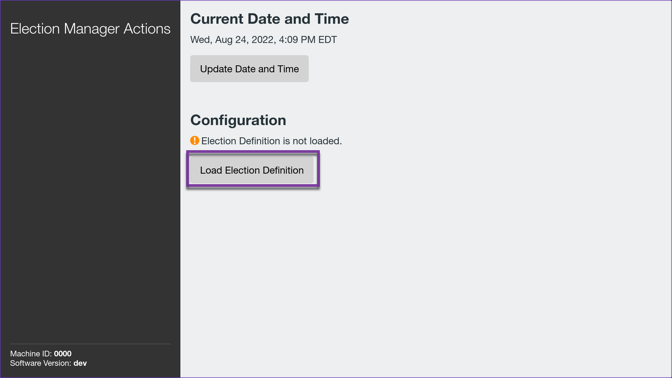 Election Manager Actions
Current Date and Time
Wed, Aug 24, 2022, 4:09 PM EDT
Update Date and Time
Configuration
Election Definition is not loaded.
Load Election Definition
Machine ID: 0000
Software Version: dev